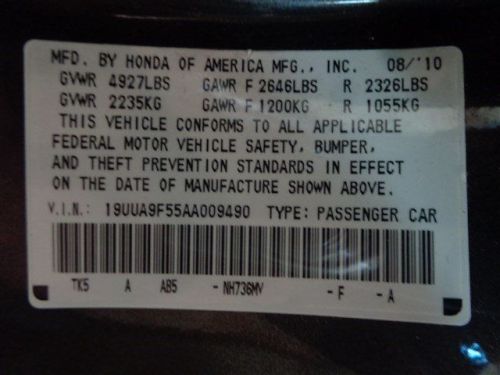 MFD. BY HONDA OF AMERICA MFG., INC. 08/'10
GVWR 4927LBS GAWR F 2646LBS R 2326LBS
GVWR 2235KG GAWR F 1200KG R 1055KG
THIS VEHICLE CONFORMS TO ALL APPLICABLE
FEDERAL MOTOR VEHICLE SAFETY, BUMPER,
AND THEFT PREVENTION STANDARDS IN EFFECT
ON THE DATE OF MANUFACTURE SHOWN ABOVE.
V.I.N.: 19UUA9F55AA009490 TYPE: PASSENGER CAR
TK5 A AB5 - NH736MV - F - A